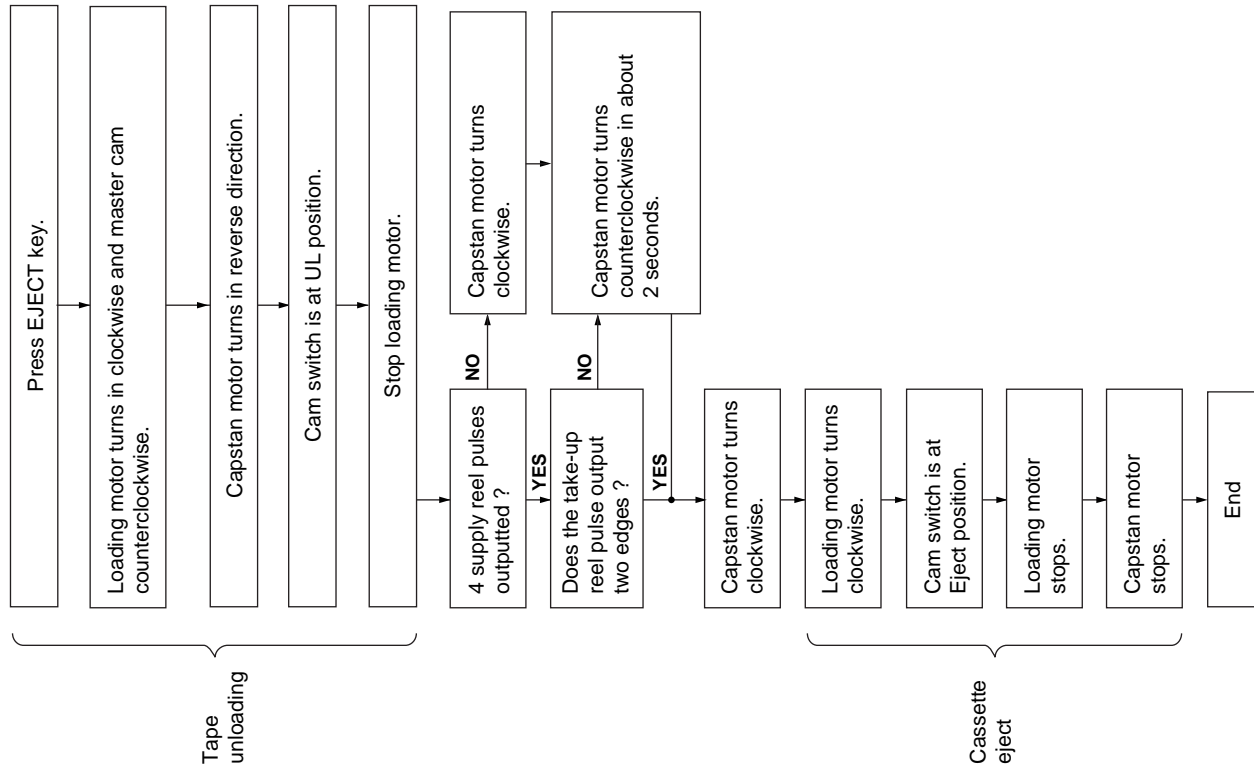 Press EJECT key.
Loading motor turns in clockwise and master cam
counterclockwise.
Capstan motor turns in reverse direction.
Cam switch is at UL position.
Stop loading motor.
Tape
unloading
4 supply reel pulses
outputted ?
NO
Capstan motor turns
clockwise.
YES
Does the take-up
reel pulse output
two edges ?
NO
Capstan motor turns
counterclockwise in about
2 seconds.
YES
Capstan motor turns
clockwise.
Loading motor turns
clockwise.
Cam switch is at
Eject position.
Loading motor
stops.
Capstan motor
stops.
Cassette
eject
End